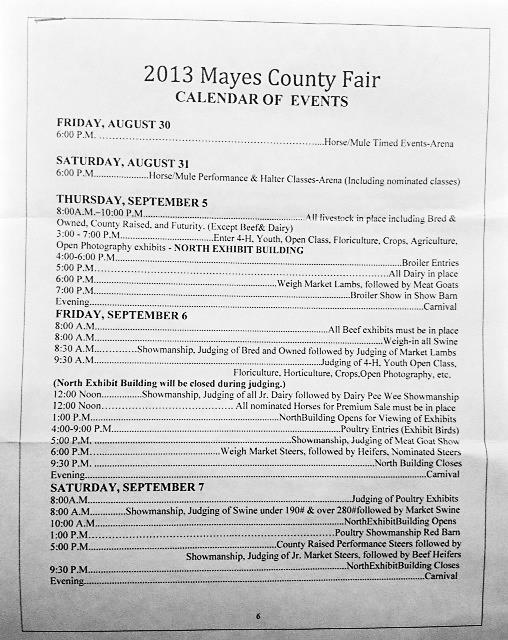 2013 Mayes County Fair
CALENDAR OF EVENTS
FRIDAY, AUGUST 30
6:00 P.M. ........................................................................Horse/Mule Timed Events-Arena
SATURDAY, AUGUST 31
6:00 P.M.....................Horse/Mule Performance & Halter Classes-Arena (Including nominated classes)
THURSDAY, SEPTEMBER 5
8:00A.M.–10:00 P.M..................................................All livestock in place including Bred &
Owned, County Raised, and Futurity. (Except Beef& Dairy)
3:00 - 7:00 P.M............................Enter 4-H, Youth, Open Class, Floriculture, Crops, Agriculture,
Open Photography exhibits - NORTH EXHIBIT BUILDING
4:00-6:00 P.M.....................................................................................Broiler Entries
5:00 P.M...........................................................................................All Dairy in place
6:00 P.M......................................................Weigh Market Lambs, followed by Meat Goats
7:00 P.M...............................................................................Broiler Show in Show Barn
Evening.....................................................................................................Carnival
FRIDAY, SEPTEMBER 6
8:00 A.M.........................................................................All Beef exhibits must be in place
8:00 A.M.......................................................................................Weigh-in all Swine
8:30 A.M............Showmanship, Judging of Bred and Owned followed by Judging of Market Lambs
9:30 A.M.....................................................................Judging of 4-H, Youth Open Class,
Floriculture, Horticulture, Crops,Open Photography, etc.
(North Exhibit Building will be closed during judging.)
12:00 Noon.............Showmanship, Judging of all Jr. Dairy followed by Dairy Pee Wee Showmanship
12:00 Noon.......................................... All nominated Horses for Premium Sale must be in place
1:00 P.M............................................................NorthBuilding Opens for Viewing of Exhibits
4:00-9:00 P.M..........................................................................Poultry Entries (Exhibit Birds)
5:00 P.M. ...........................................................Showmanship, Judging of Meat Goat Show
6:00 P.M...................................Weigh Market Steers, followed by Heifers, Nominated Steers
9:30 P.M. ...................................................................................North Building Closes
Evening......................................................................................................Carnival
SATURDAY, SEPTEMBER 7
8:00A.M...............................................................................Judging of Poultry Exhibits
8:00 A.M.........Showmanship, Judging of Swine under 190# & over 280#followed by Market Swine
10:00 A.M............................................................................NorthExhibitBuilding Opens
1:00 P.M..........................................................................Poultry Showmanship Red Barn
5:00 P.M..................................................County Raised Performance Steers followed by
Showmanship, Judging of Jr. Market Steers, followed by Beef Heifers
9:30 P.M..............................................................................NorthExhibitBuilding Closes
Evening......................................................................................................Carnival
6